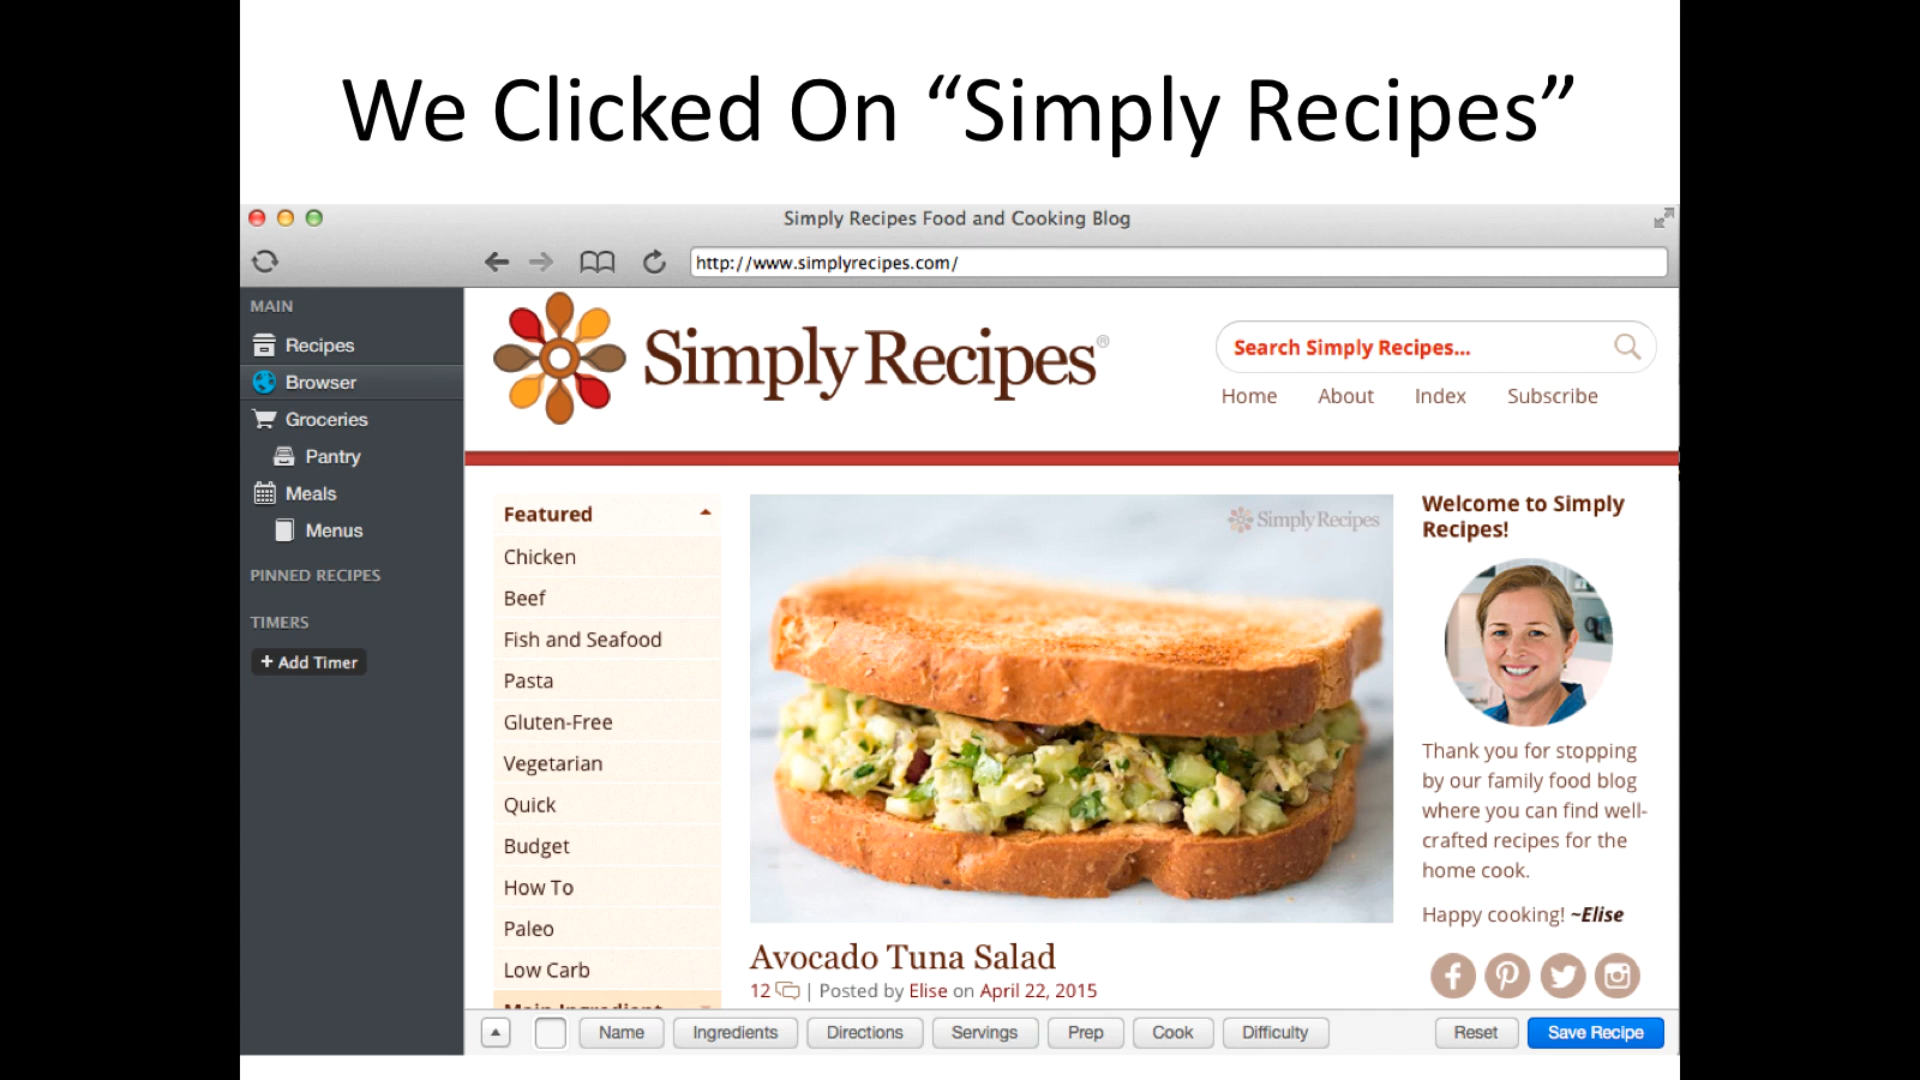 We Clicked On “Simply Recipes”
Simply Recipes Food and Cooking Blog
http://www.simplyrecipes.com/
MAIN
Recipes
Browser
Groceries
Pantry
Meals
Menus
PINNED RECIPES
TIMERS
+ Add Timer
Simply Recipes®
Search Simply Recipes...
Home About Index Subscribe
Featured
Chicken
Beef
Fish and Seafood
Pasta
Gluten-Free
Vegetarian
Quick
Budget
How To
Paleo
Low Carb
Main Ingredient
Simply Recipes
Avocado Tuna Salad
12 | Posted by Elise on April 22, 2015
Welcome to Simply
Recipes!
Thank you for stopping
by our family food blog
where you can find well-
crafted recipes for the
home cook.
Happy cooking! ~Elise
Name Ingredients Directions Servings Prep Cook Difficulty Reset Save Recipe